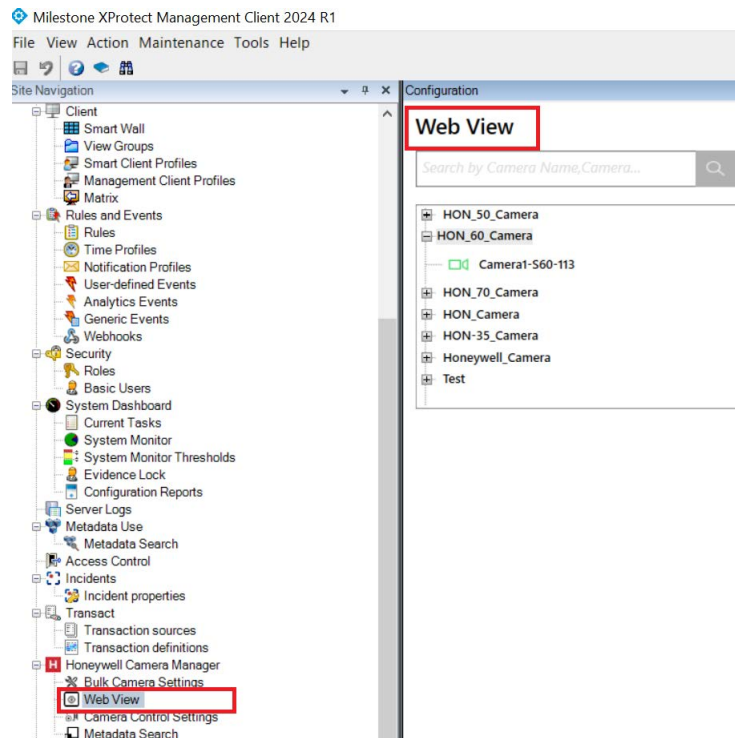 Milestone XProtect Management Client 2024 R1
File View Action Maintenance Tools Help
Site Navigation
Client
Smart Wall
View Groups
Smart Client Profiles
Management Client Profiles
Matrix
Rules and Events
Rules
Time Profiles
Notification Profiles
User-defined Events
Analytics Events
Generic Events
Webhooks
Security
Roles
Basic Users
System Dashboard
Current Tasks
System Monitor
System Monitor Thresholds
Evidence Lock
Configuration Reports
Server Logs
Metadata Use
Metadata Search
Access Control
Incidents
Incident properties
Transact
Transaction sources
Transaction definitions
H Honeywell Camera Manager
Bulk Camera Settings
Web View
Camera Control Settings
Metadata Search
Configuration
Web View
Search by Camera Name,Camera...
HON_50_Camera
HON_60_Camera
Camera1-S60-113
HON_70_Camera
HON_Camera
HON-35_Camera
Honeywell_Camera
Test